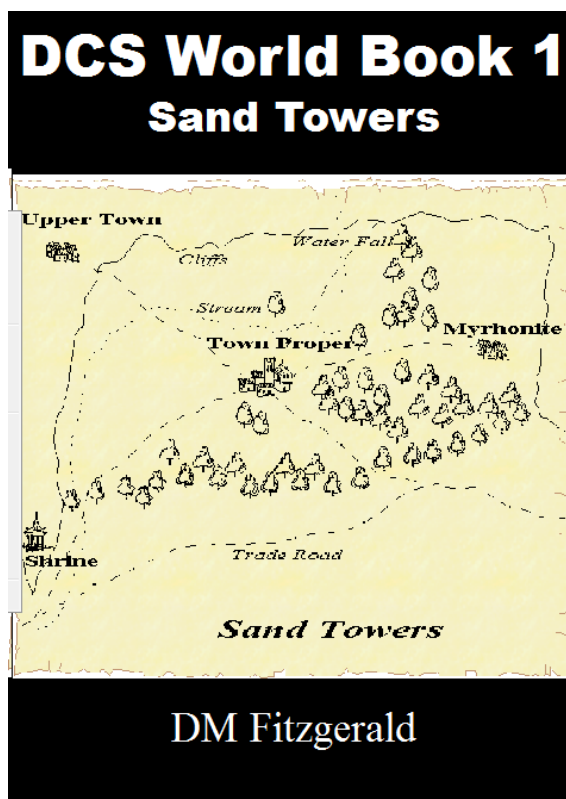 DCS World Book 1
Sand Towers
Upper Town
Water Fall
Cliffs
Stream
Town Proper
Myrhonite
Shrine
Trade Road
Sand Towers
DM Fitzgerald